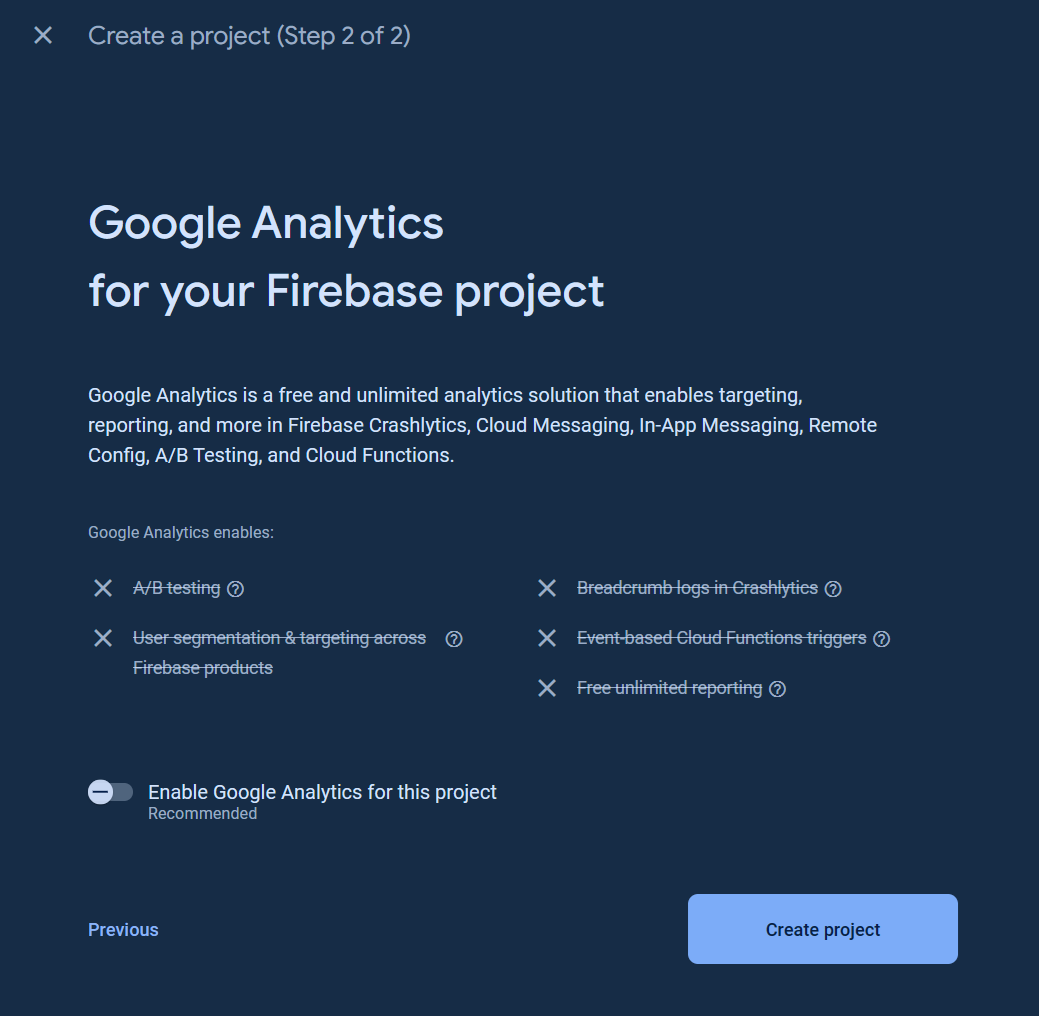 Create a project (Step 2 of 2)
Google Analytics
for your Firebase project
Google Analytics is a free and unlimited analytics solution that enables targeting,
reporting, and more in Firebase Crashlytics, Cloud Messaging, In-App Messaging, Remote
Config, A/B Testing, and Cloud Functions.
Google Analytics enables:
A/B testing
User segmentation & targeting across
Firebase products
Breadcrumb logs in Crashlytics
Event-based Cloud Functions triggers
Free unlimited reporting
Enable Google Analytics for this project
Recommended
Previous
Create project